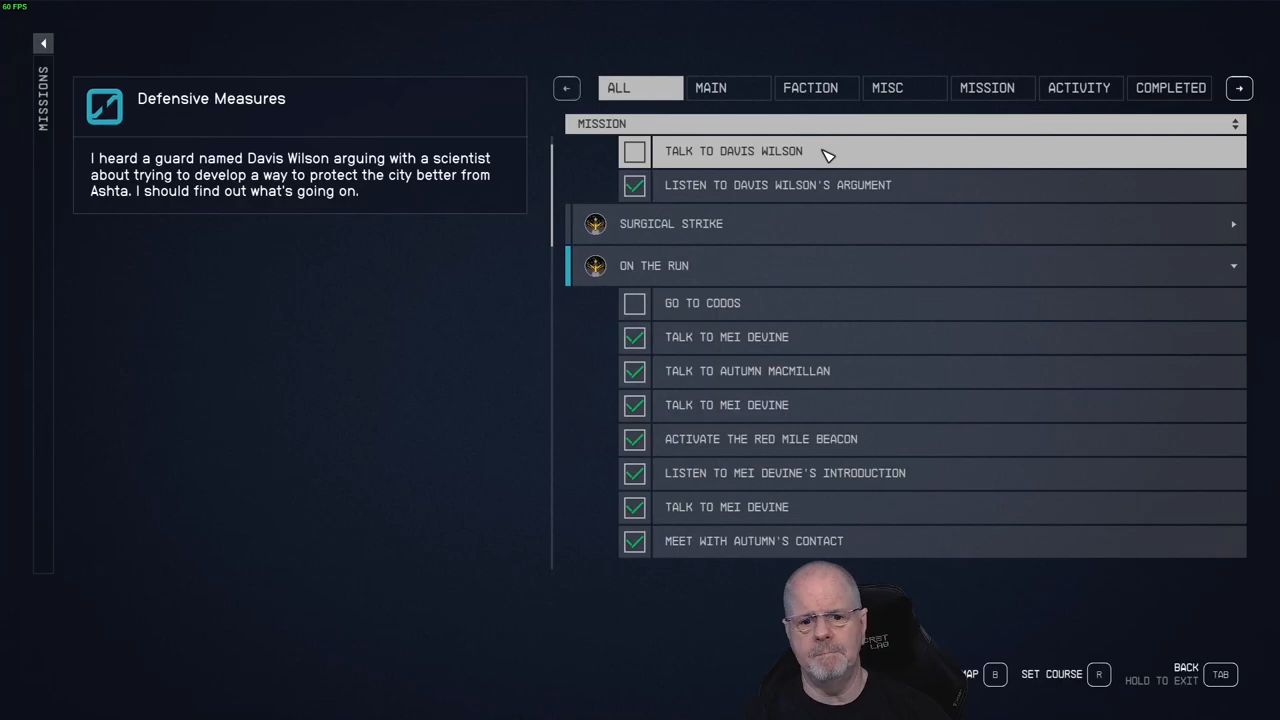 60 FPS
MISSIONS
Defensive Measures
I heard a guard named Davis Wilson arguing with a scientist
about trying to develop a way to protect the city better from
Ashta. I should find out what's going on.
ALL MAIN FACTION MISC MISSION ACTIVITY COMPLETED
MISSION
TALK TO DAVIS WILSON
LISTEN TO DAVIS WILSON'S ARGUMENT
SURGICAL STRIKE
ON THE RUN
GO TO CODOS
TALK TO MEI DEVINE
TALK TO AUTUMN MACMILLAN
TALK TO MEI DEVINE
ACTIVATE THE RED MILE BEACON
LISTEN TO MEI DEVINE'S INTRODUCTION
TALK TO MEI DEVINE
MEET WITH AUTUMN'S CONTACT
AP B SET COURSE R BACK
HOLD TO EXIT TAB
CRET
LAB